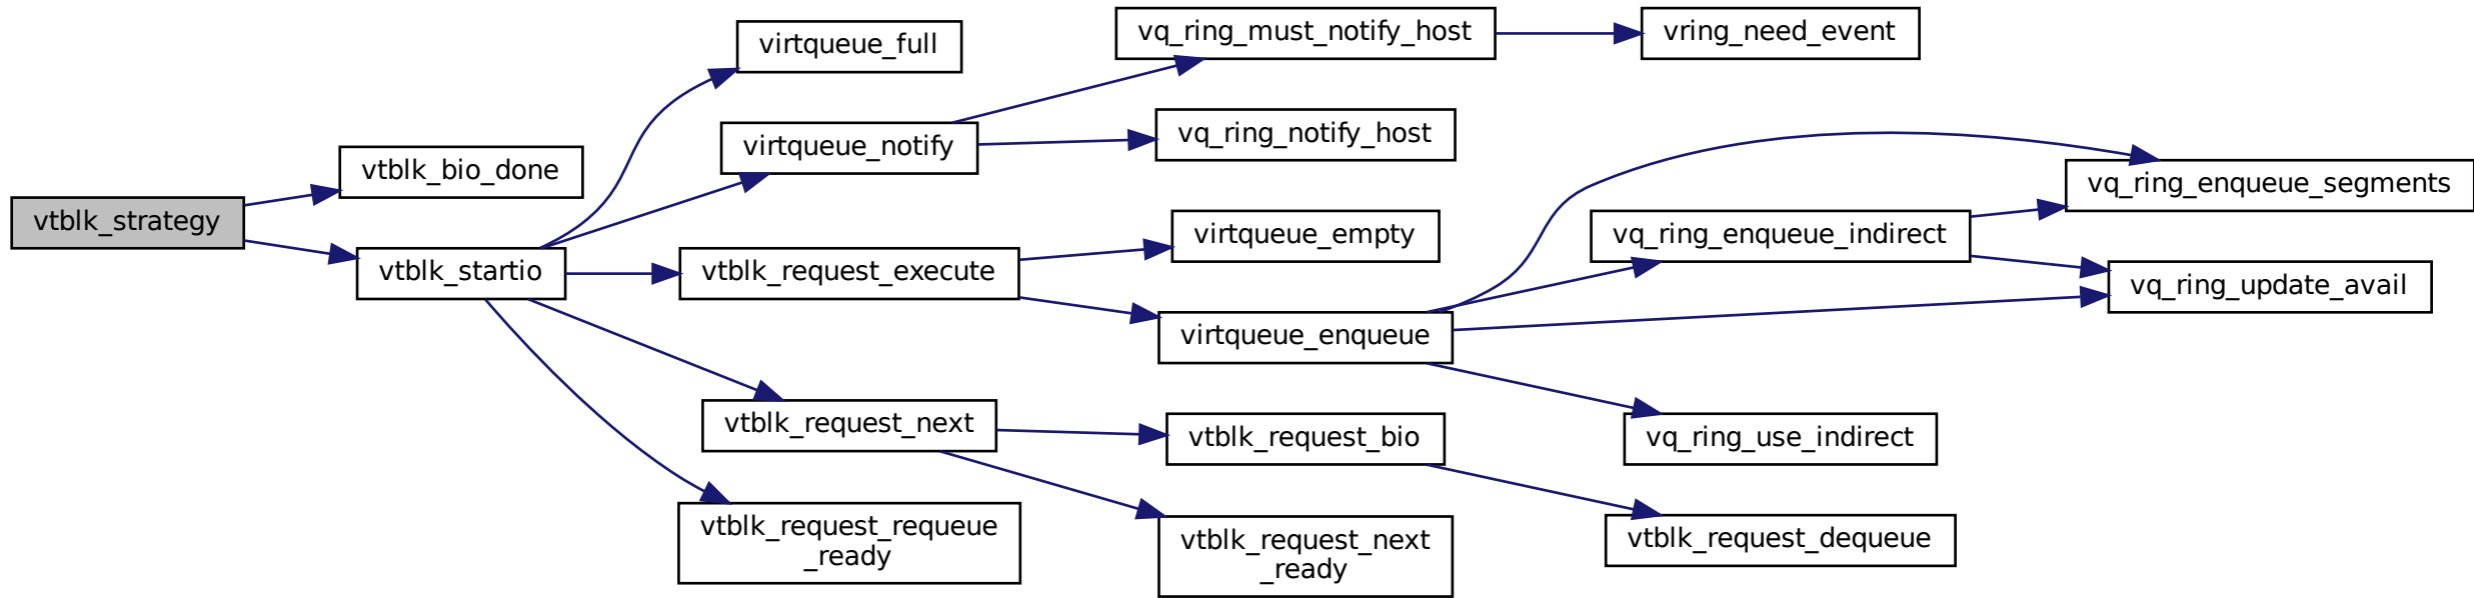 vtblk_strategy
vtblk_bio_done
vtblk_startio
virtqueue_full
virtqueue_notify
vtblk_request_execute
vtblk_request_next
vtblk_request_requeue
_ready
vq_ring_must_notify_host
vq_ring_notify_host
virtqueue_empty
virtqueue_enqueue
vtblk_request_bio
vtblk_request_next
_ready
vring_need_event
vq_ring_enqueue_indirect
vq_ring_use_indirect
vtblk_request_dequeue
vq_ring_enqueue_segments
vq_ring_update_avail